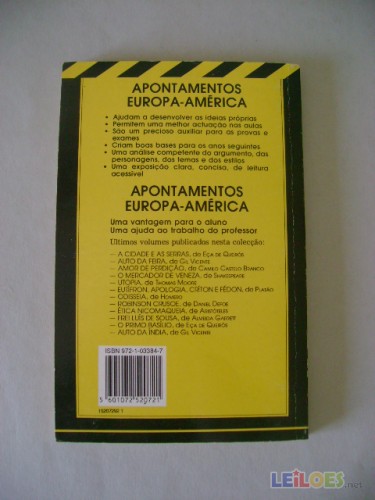 APONTAMENTOS
EUROPA-AMÉRICA
• Ajudam a desenvolver as ideias próprias
• Permitem uma melhor actuação nas aulas
• São um precioso auxiliar para as provas e
exames
• Criam boas bases para os anos seguintes
• Uma análise competente do argumento, das
personagens, dos temas e dos estilos
• Uma exposição clara, concisa, de leitura
acessível
APONTAMENTOS
EUROPA-AMÉRICA
Uma vantagem para o aluno
Uma ajuda ao trabalho do professor
Últimos volumes publicados nesta colecção:
— A CIDADE E AS SERRAS, de EÇA DE QUEIRÓS
— AUTO DA FEIRA, de GIL VICENTE
— AMOR DE PERDIÇÃO, de CAMILO CASTELO BRANCO
— O MERCADOR DE VENEZA, de SHAKESPEARE
— UTOPIA, de THOMAS MOORE
— EUTÍFRON, APOLOGIA, CRÍTON E FÉDON, de PLATÃO
— ODISSEIA, de HOMERO
— ROBINSON CRUSOE, de DANIEL DEFOE
— ÉTICA NICOMAQUEIA, de ARISTÓTELES
— FREI LUÍS DE SOUSA, de ALMEIDA GARRETT
— O PRIMO BASÍLIO, de EÇA DE QUEIRÓS
— AUTO DA ÍNDIA, de GIL VICENTE
ISBN 972-1-03384-7
5 601072 520721
LEiLOES.net